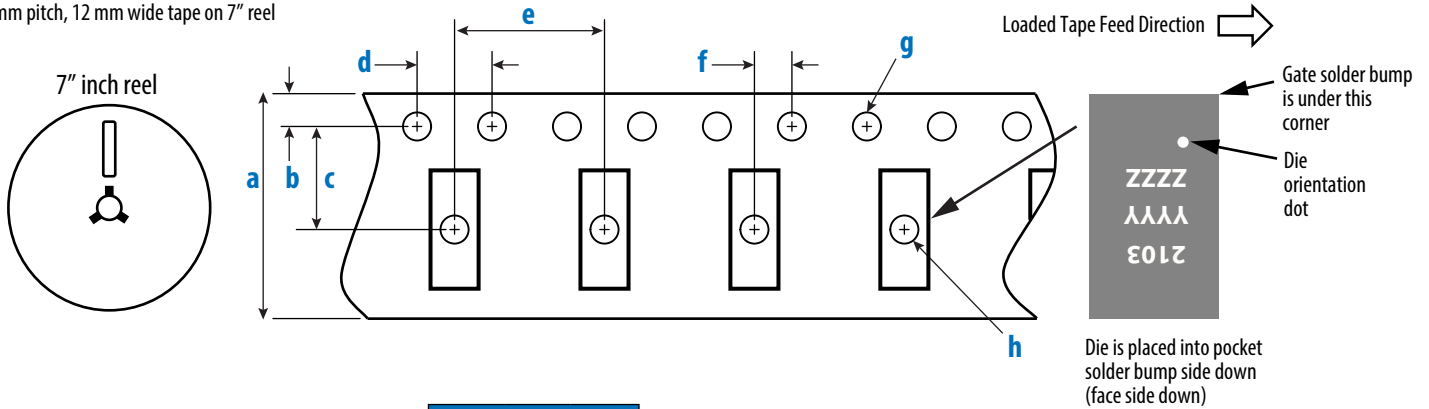 mm pitch, 12 mm wide tape on 7” reel
7” inch reel
Loaded Tape Feed Direction
a
b
c
d
e
f
g
h
Gate solder bump
is under this
corner
Die
orientation
dot
2103
YYYY
ZZZZ
Die is placed into pocket
solder bump side down
(face side down)